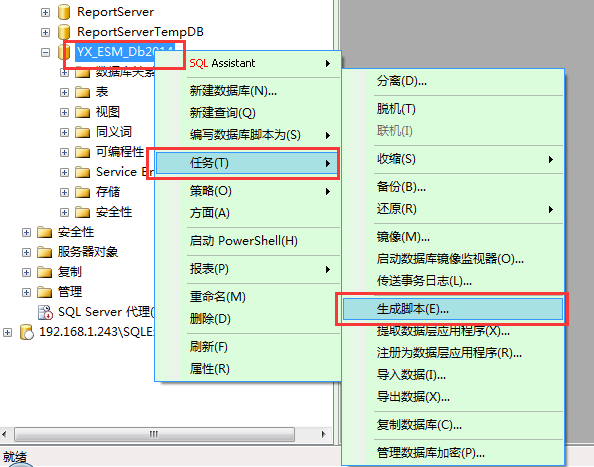 ReportServer
ReportServerTempDB
YX_ESM_Db2014
数据库关系
表
视图
同义词
可编程性
Service Br
存储
安全性
安全性
服务器对象
复制
管理
SQL Server 代理(
192.168.1.243\SQLE
就绪
SQL Assistant
新建数据库(N)...
新建查询(Q)
编写数据库脚本为(S)
任务(T)
策略(O)
方面(A)
启动 PowerShell(H)
报表(P)
重命名(M)
删除(D)
刷新(F)
属性(R)
分离(D)...
脱机(T)
联机(I)
收缩(S)
备份(B)...
还原(R)
镜像(M)...
启动数据库镜像监视器(O)...
传送事务日志(L)...
生成脚本(E)...
提取数据层应用程序(X)...
注册为数据层应用程序(R)...
导入数据(I)...
导出数据(X)...
复制数据库(C)...
管理数据库加密(P)...